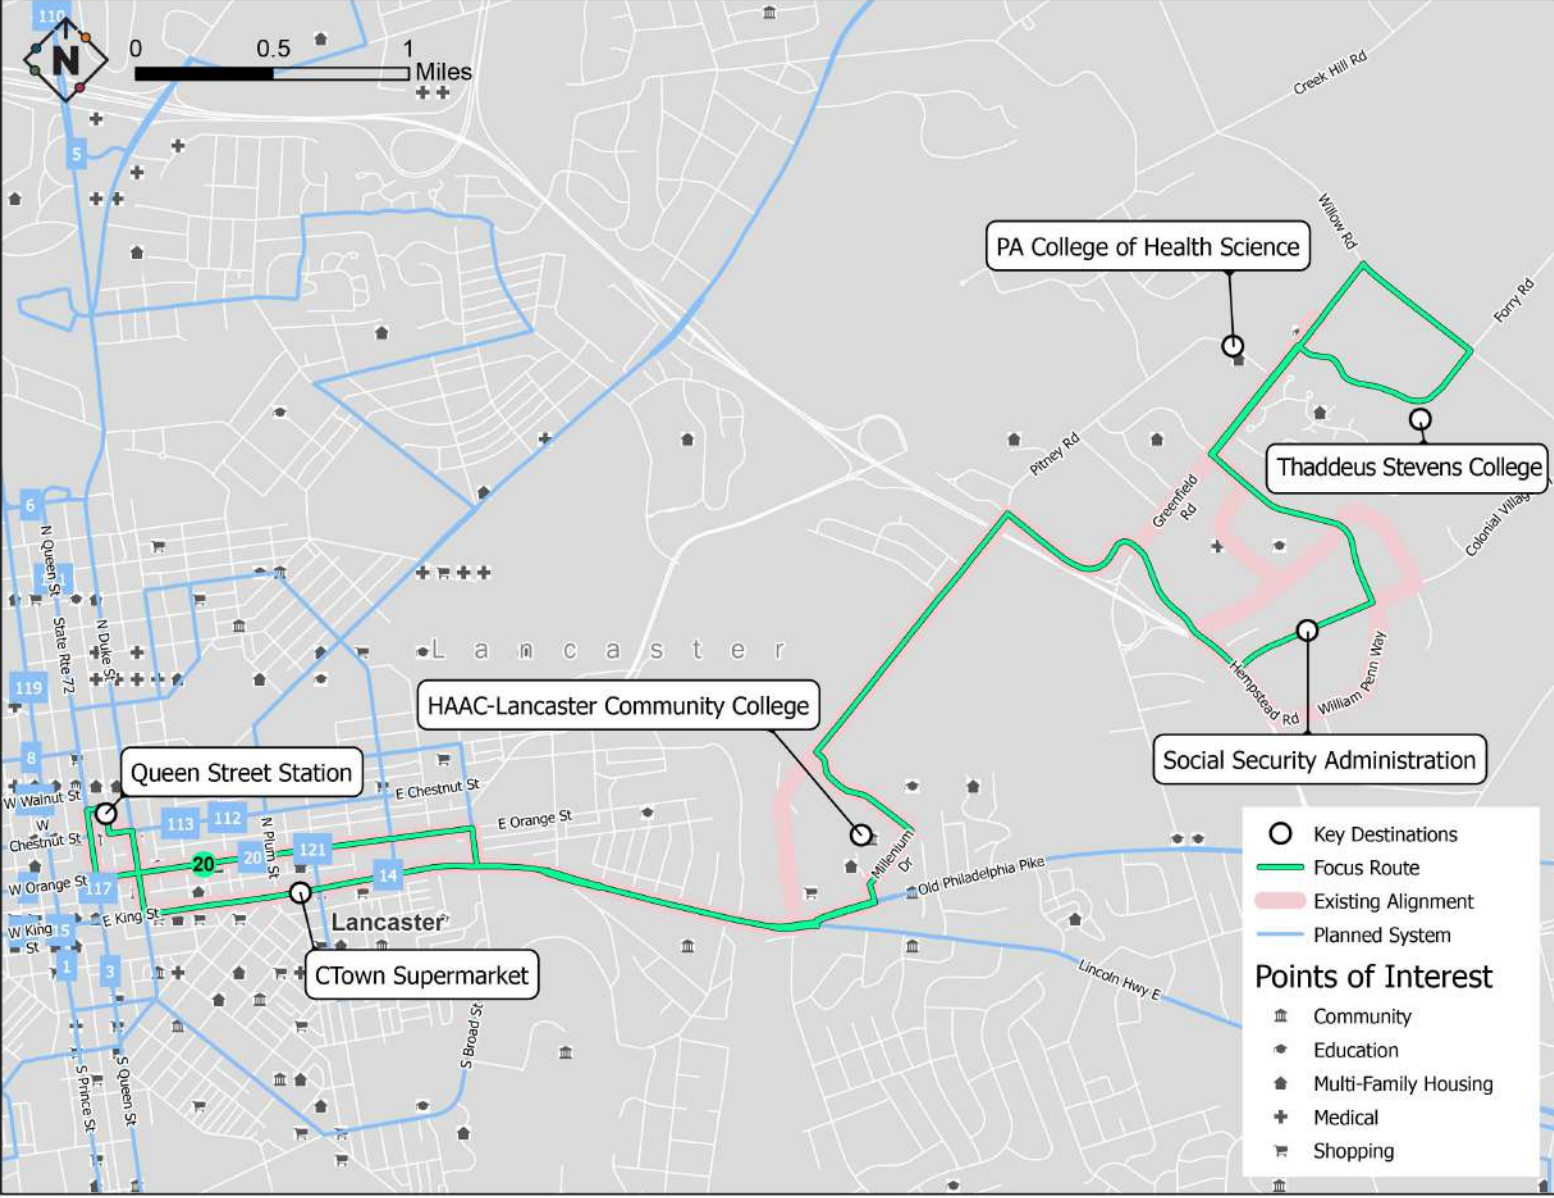 110
N
0 0.5 1
Miles
5
Creek Hill Rd
Willow Rd
PA College of Health Science
Forry Rd
Pitney Rd
Thaddeus Stevens College
Greenfield
Rd
6
N Queen St
State Rte 72
N Duke St
Lancaster
119
HAAC-Lancaster Community College
Hempstead Rd
William Penn Way
8
Queen Street Station
Social Security Administration
W Walnut St
E Chestnut St
W
Chestnut St
113
112
N Plum St
E Orange St
121
20
20
14
Millenium
Dr
Old Philadelphia Pike
W Orange St
117
E King St
W King
St
15
Lancaster
1
3
CTown Supermarket
Lincoln Hwy E
S Broad St
S Prince St
S Queen St
Key Destinations
Focus Route
Existing Alignment
Planned System
Points of Interest
Community
Education
Multi-Family Housing
Medical
Shopping